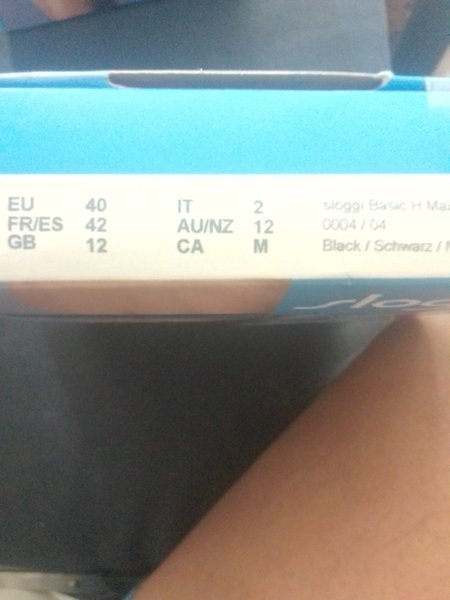 EU 40 IT 2 sloggi Basic H
FR/ES 42 AU/NZ 12 0004 / 04
GB 12 CA M Black / Schwarz /